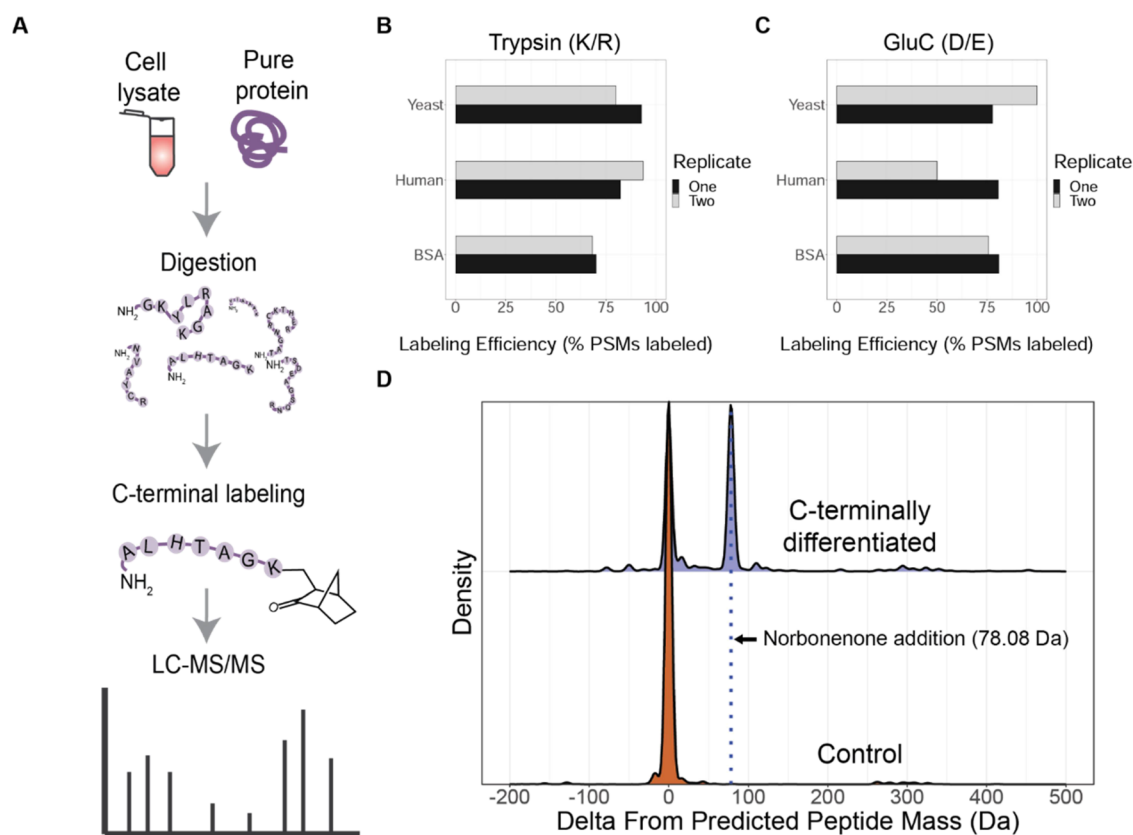 A
Cell
lysate
Pure
protein
Digestion
NH2
G K Y L R
A
G
K
NH2
N V A Y C R
A L H T A G K
NH2
NH2
C-terminal labeling
A L H T A G K
NH2
O
LC-MS/MS
B
Trypsin (K/R)
Yeast
Human
BSA
0 25 50 75 100
Labeling Efficiency (% PSMs labeled)
Replicate
One
Two
C
GluC (D/E)
Yeast
Human
BSA
0 25 50 75 100
Labeling Efficiency (% PSMs labeled)
Replicate
One
Two
D
Density
C-terminally
differentiated
Norbonenone addition (78.08 Da)
Control
-200 -100 0 100 200 300 400 500
Delta From Predicted Peptide Mass (Da)